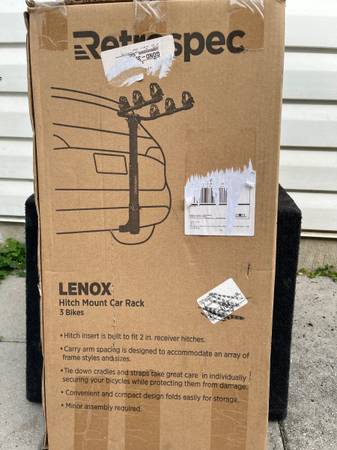 Retrospec
LENOX
Hitch Mount Car Rack
3 Bikes
• Hitch insert is built to fit 2 in. receiver hitches.
• Carry arm spacing is designed to accommodate an array of
frame styles and sizes.
• Tie down cradles and straps take great care in individually
securing your bicycles while protecting them from damage.
• Convenient and compact design folds easily for storage.
• Minor assembly required.